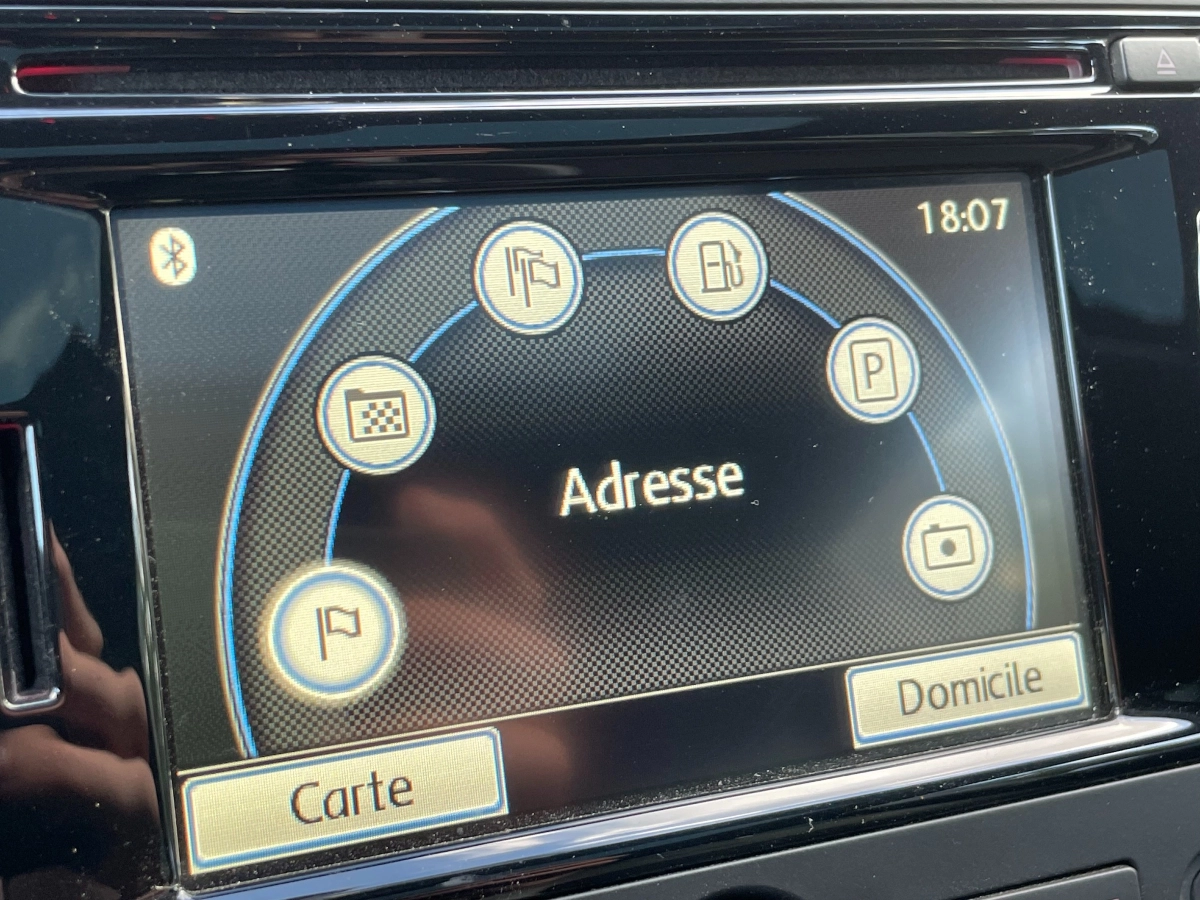 18:07
P
Adresse
Domicile
Carte